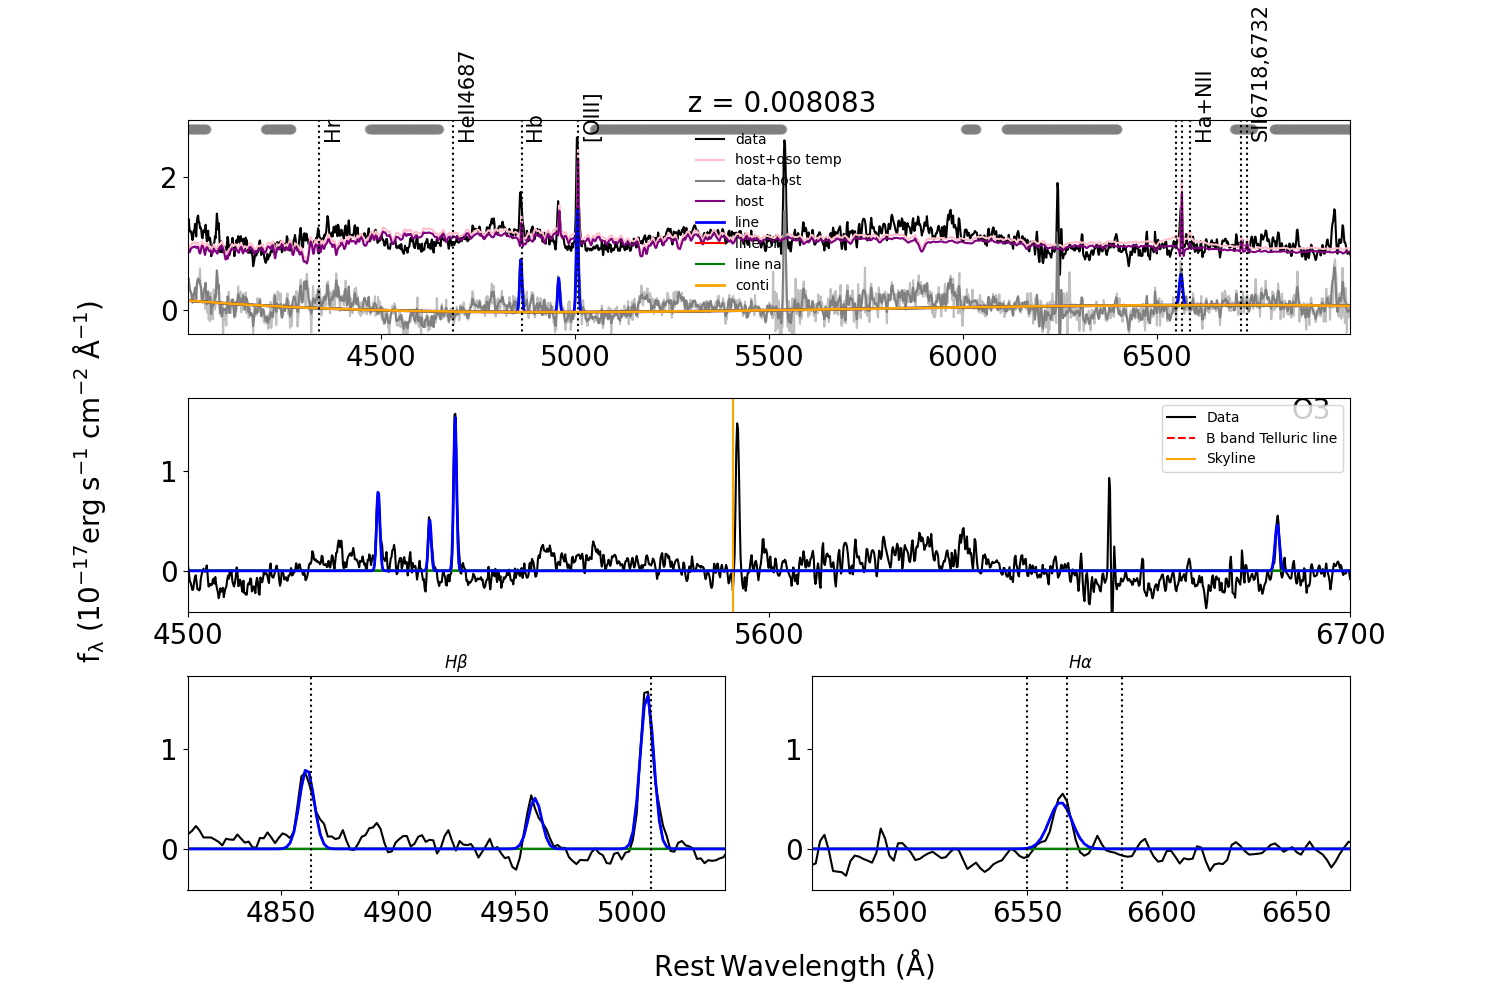 z = 0.008083
Hr
HeII4687
Hb
[OIII]
Ha+NII
SII6718,6732
data
host+qso temp
data-host
host
line
line na
conti
2
0
4500
5000
5500
6000
6500
O3
Data
B band Telluric line
Skyline
1
0
4500
5600
6700
fλ (10⁻¹⁷erg s⁻¹ cm⁻² Å⁻¹)
Hβ
1
0
4850
4900
4950
5000
Hα
1
0
6500
6550
6600
6650
Rest Wavelength (Å)